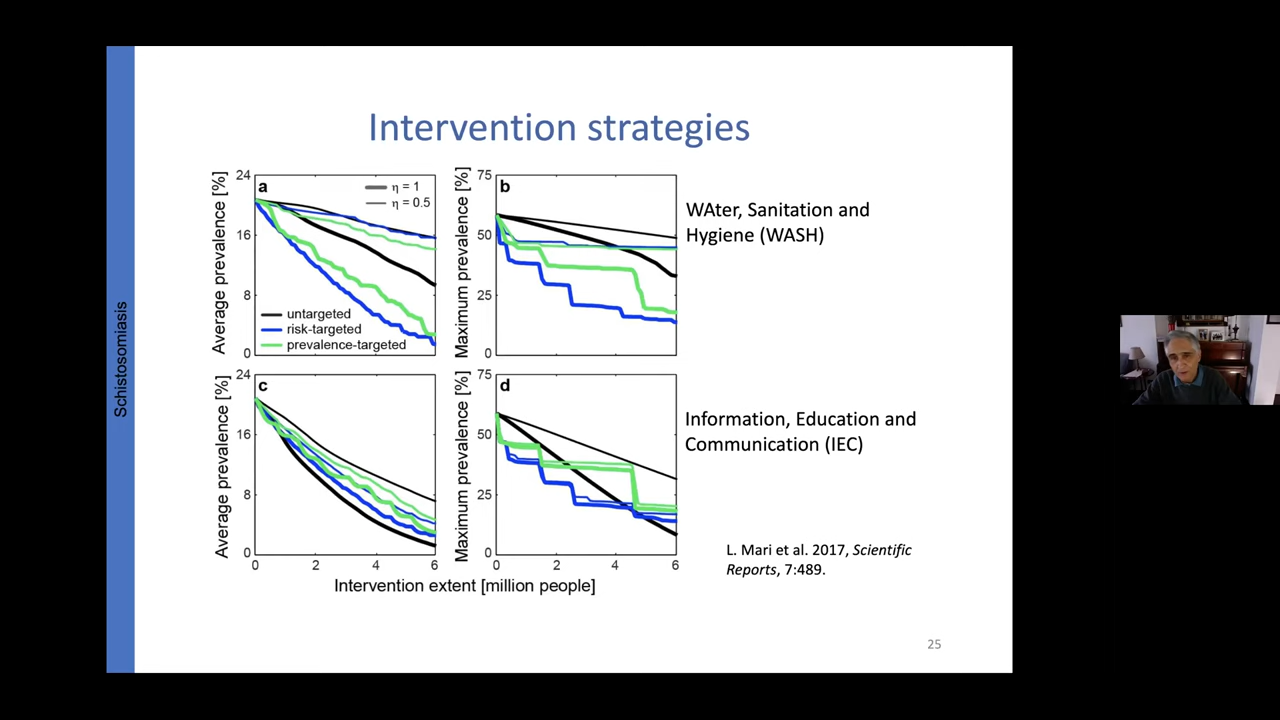 Schistosomiasis
Intervention strategies
24
16
8
0
Average prevalence [%]
a
η = 1
η = 0.5
untargeted
risk-targeted
prevalence-targeted
75
50
25
0
Maximum prevalence [%]
b
WAter, Sanitation and
Hygiene (WASH)
24
16
8
0
Average prevalence [%]
c
0 2 4 6
75
50
25
0
Maximum prevalence [%]
d
0 2 4 6
Intervention extent [million people]
Information, Education and
Communication (IEC)
L. Mari et al. 2017, Scientific
Reports, 7:489.
25